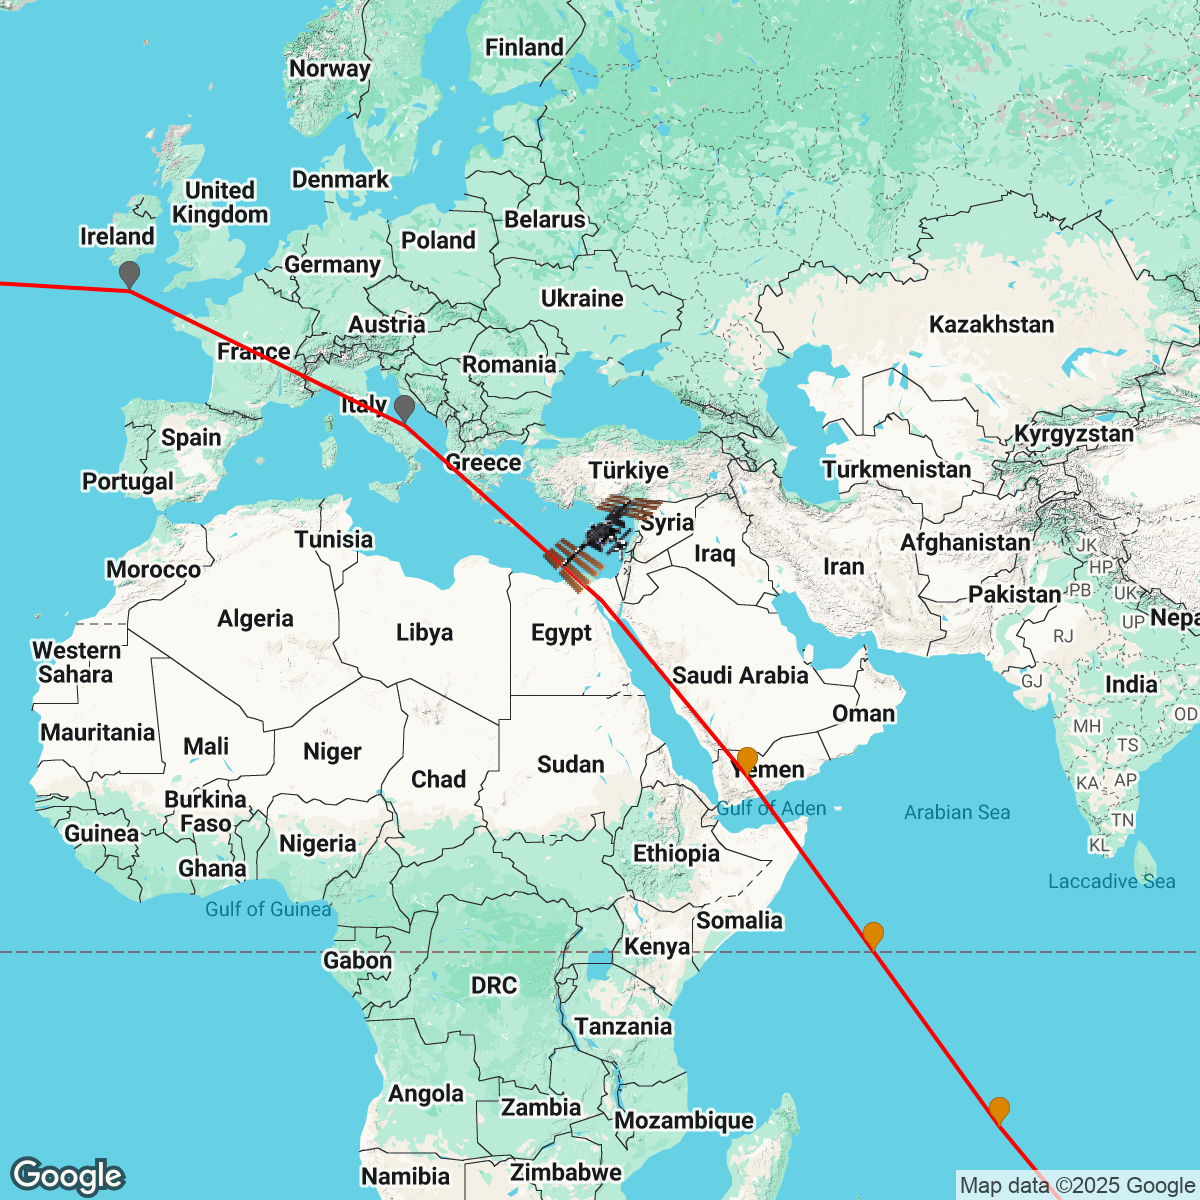 Finland
Norway
Denmark
United
Kingdom
Ireland
Belarus
Poland
Germany
Ukraine
Austria
Kazakhstan
France
Romania
Italy
Spain
Kyrgyzstan
Greece
Türkiye
Turkmenistan
Portugal
Syria
Tunisia
Iraq
Iran
Afghanistan
JK
HP
Morocco
Pakistan
PB
UK
Algeria
Libya
Egypt
UP
Nepa
RJ
Western
Sahara
Saudi Arabia
GJ
India
Oman
OD
Mauritania
Mali
Niger
MH
TS
Chad
Sudan
Yemen
KA
AP
Burkina
Faso
Gulf of Aden
Arabian Sea
TN
Guinea
Nigeria
KL
Ghana
Ethiopia
Laccadive Sea
Gulf of Guinea
Somalia
Kenya
Gabon
DRC
Tanzania
Angola
Zambia
Mozambique
Namibia
Zimbabwe
Google
Map data ©2025 Google